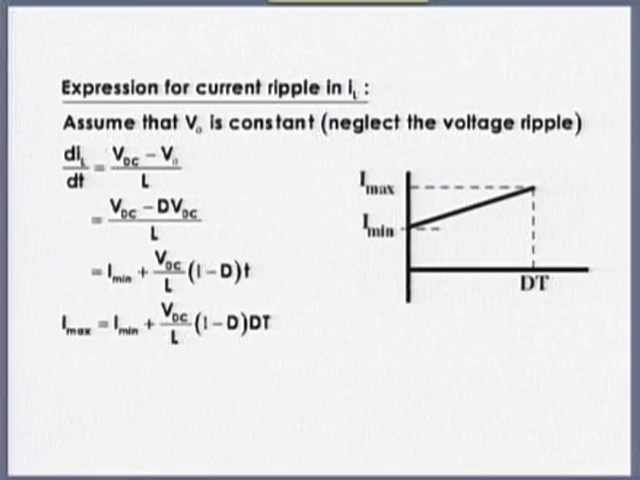 Expression for current ripple in i_L :
Assume that V_o is constant (neglect the voltage ripple)
di_L/dt = (V_DC − V_o)/L
= (V_DC − DV_DC)/L
= I_min + V_DC/L (1 − D)t
I_max = I_min + V_DC/L (1 − D)DT
I_max
I_min
DT